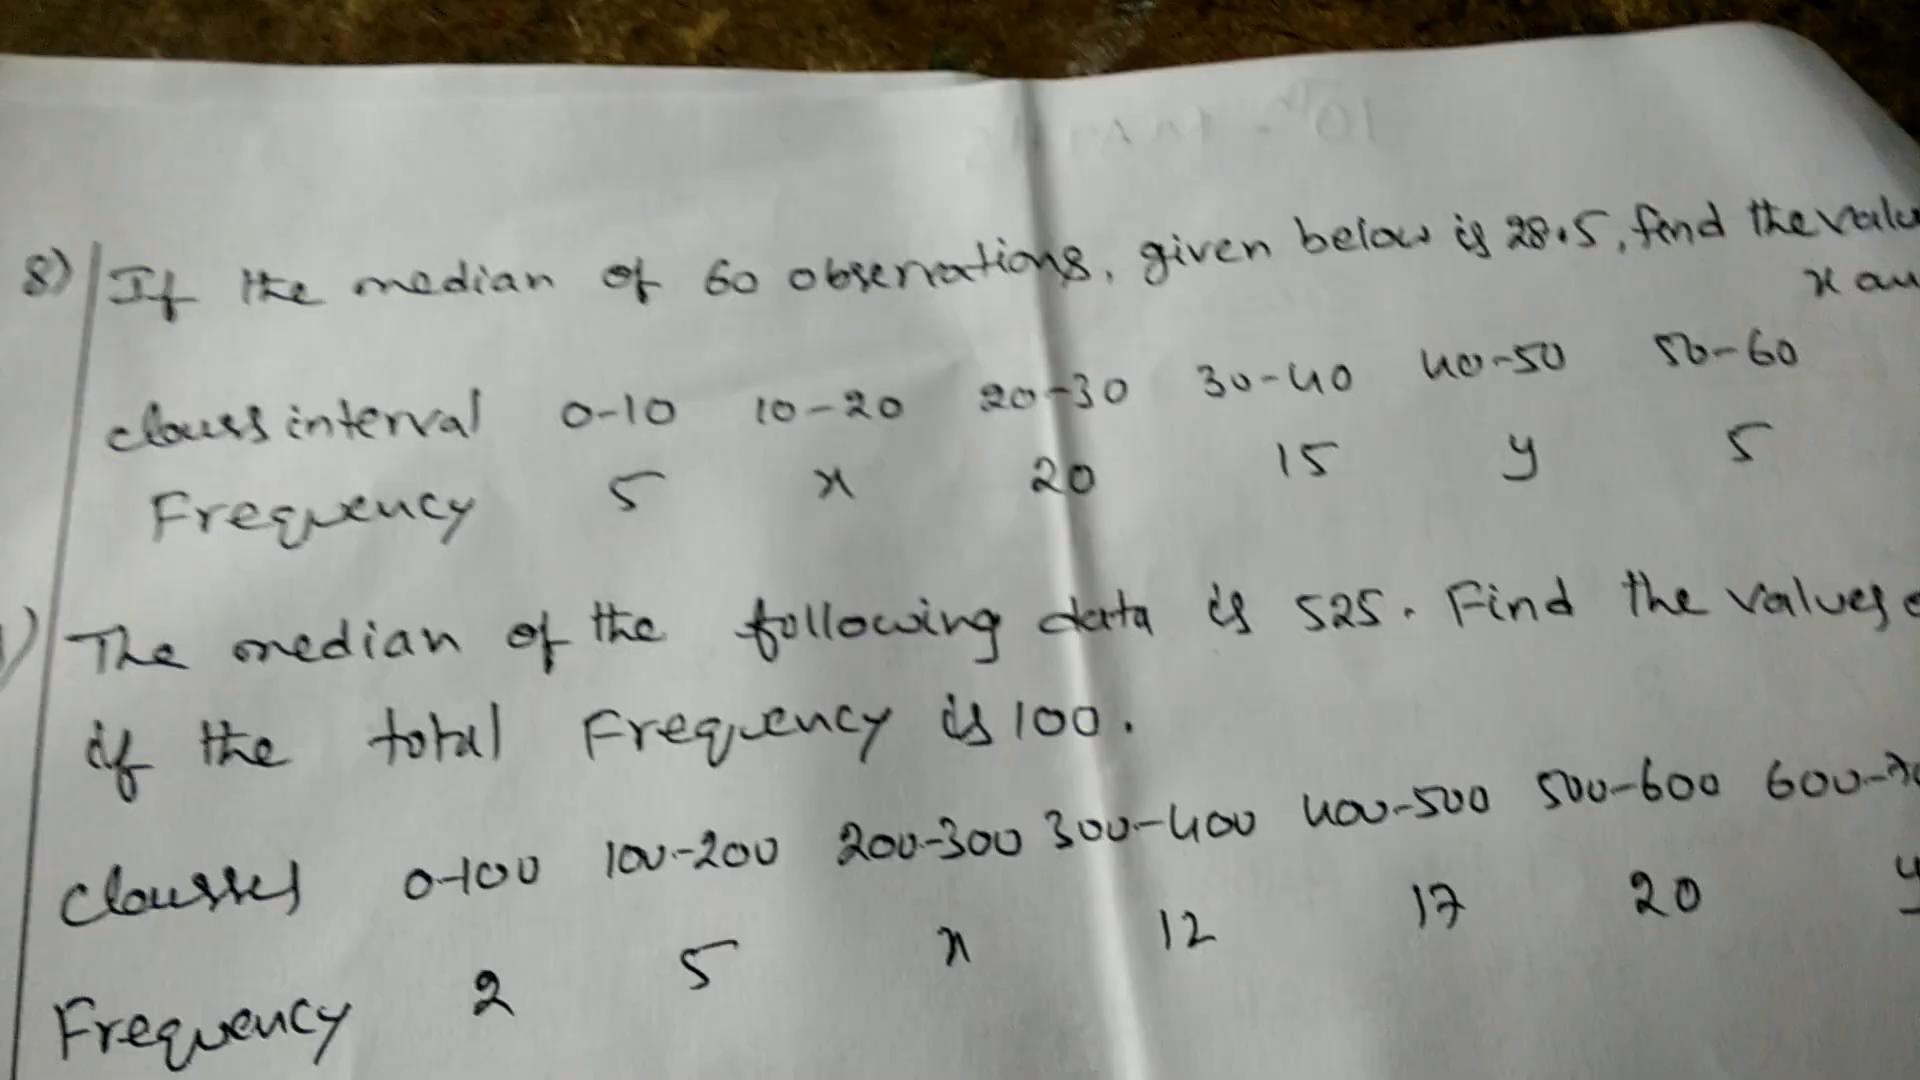 8) If the median of 60 observations, given below is 28.5, find the value
x
class interval 0-10 10-20 20-30 30-40 40-50 50-60
Frequency 5 x 20 15 y 5
The median of the following data is 525. Find the values
if the total Frequency is 100.
classes 0-100 100-200 200-300 300-400 400-500 500-600 600-
Frequency 2 5 x 12 17 20 y